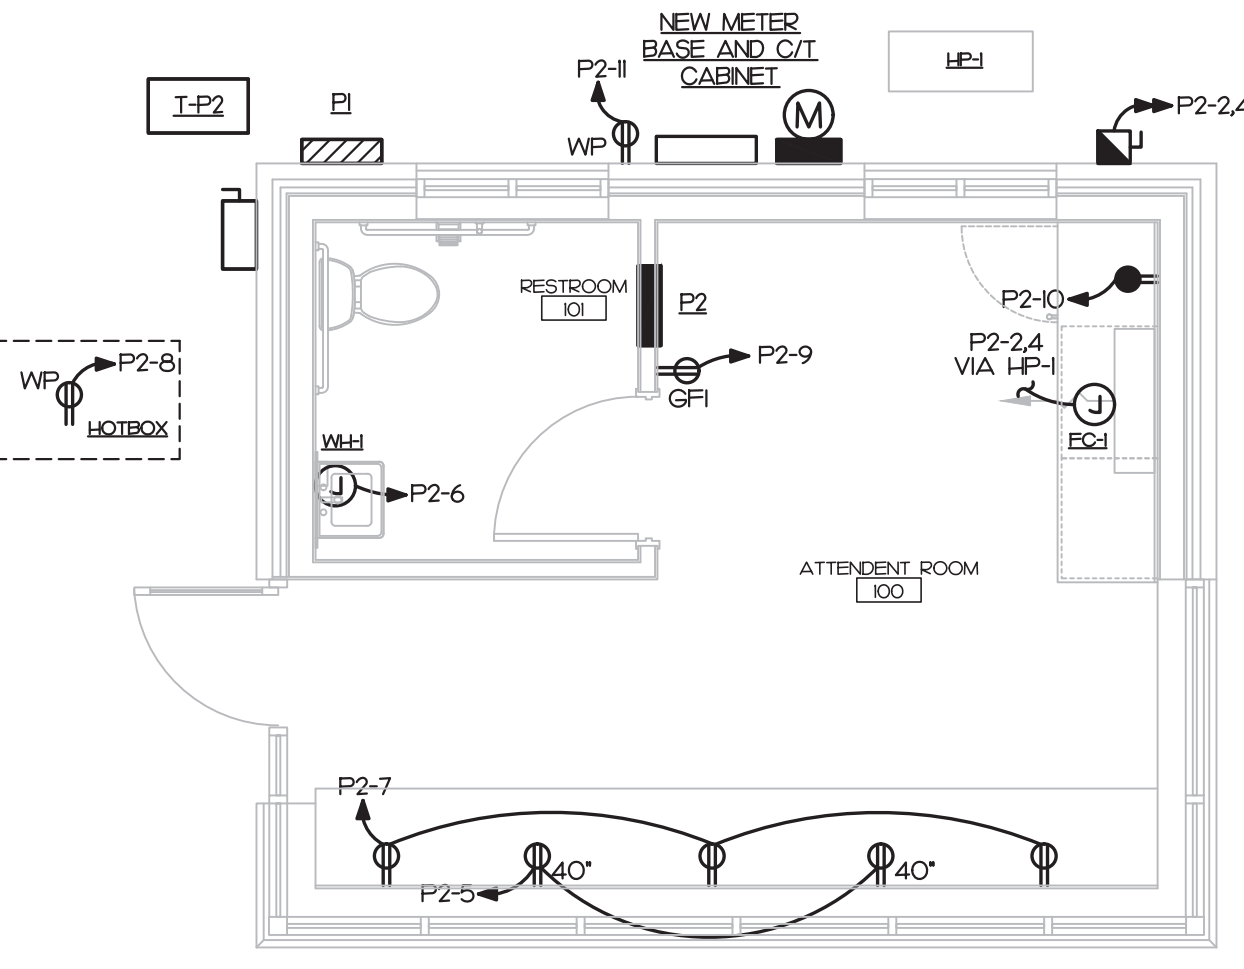 NEW METER
BASE AND C/T
CABINET
HP-1
P2-11
T-P2
P1
M
P2-2,4
WP
RESTROOM
101
P2
P2-10
P2-9
GFI
P2-2,4
VIA HP-1
J
FC-1
P2-8
WP
HOTBOX
WH-1
J
P2-6
ATTENDENT ROOM
100
P2-7
40"
40"
P2-5